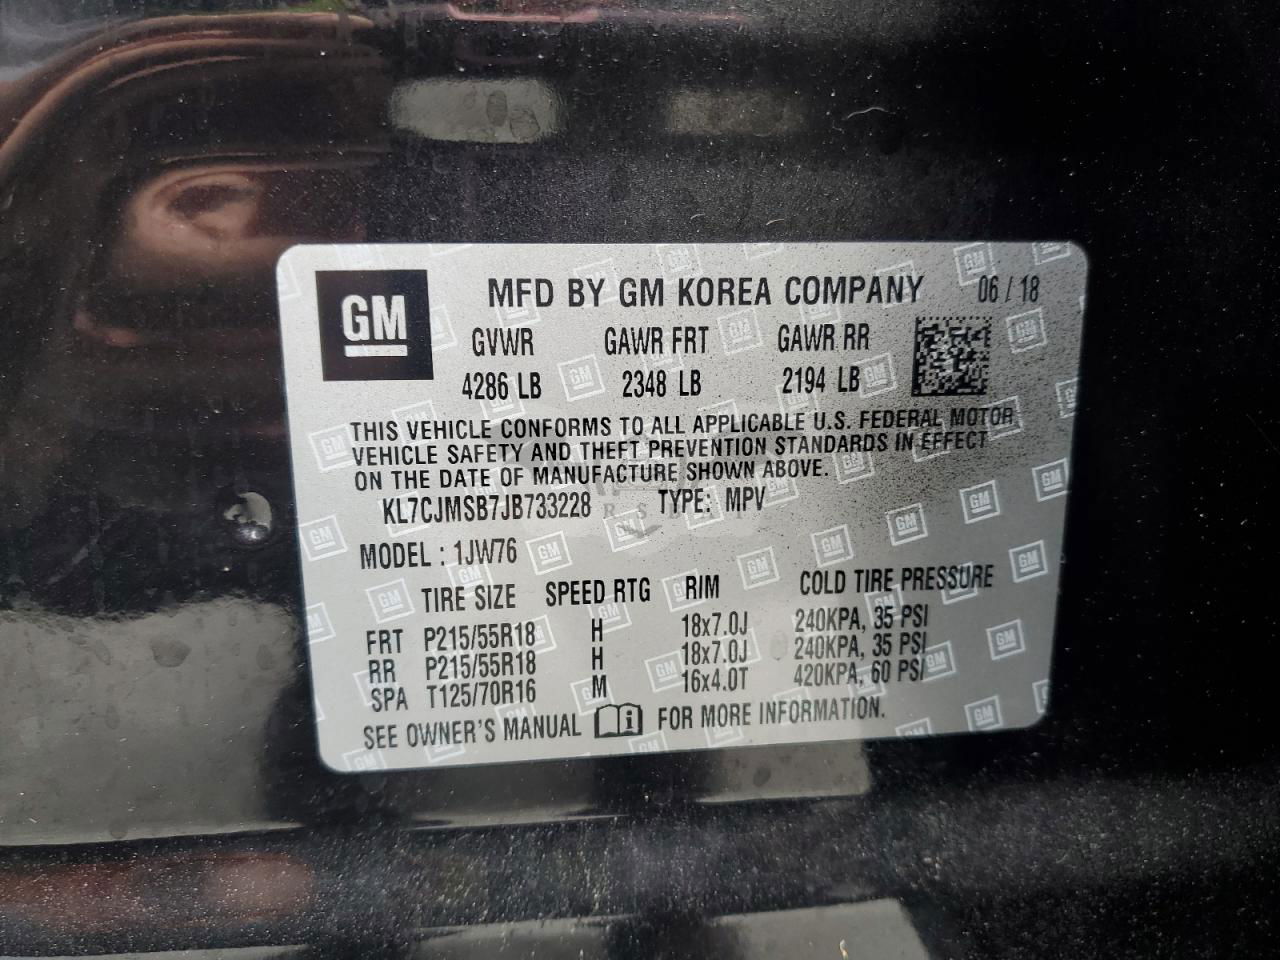 GM MFD BY GM KOREA COMPANY 06 / 18
GVWR GAWR FRT GAWR RR
4286 LB 2348 LB 2194 LB
THIS VEHICLE CONFORMS TO ALL APPLICABLE U.S. FEDERAL MOTOR
VEHICLE SAFETY AND THEFT PREVENTION STANDARDS IN EFFECT
ON THE DATE OF MANUFACTURE SHOWN ABOVE.
KL7CJMSB7JB733228 TYPE: MPV
MODEL : 1JW76
TIRE SIZE SPEED RTG RIM COLD TIRE PRESSURE
FRT P215/55R18 H 18x7.0J 240KPA, 35 PSI
RR P215/55R18 H 18x7.0J 240KPA, 35 PSI
SPA T125/70R16 M 16x4.0T 420KPA, 60 PSI
SEE OWNER'S MANUAL FOR MORE INFORMATION.